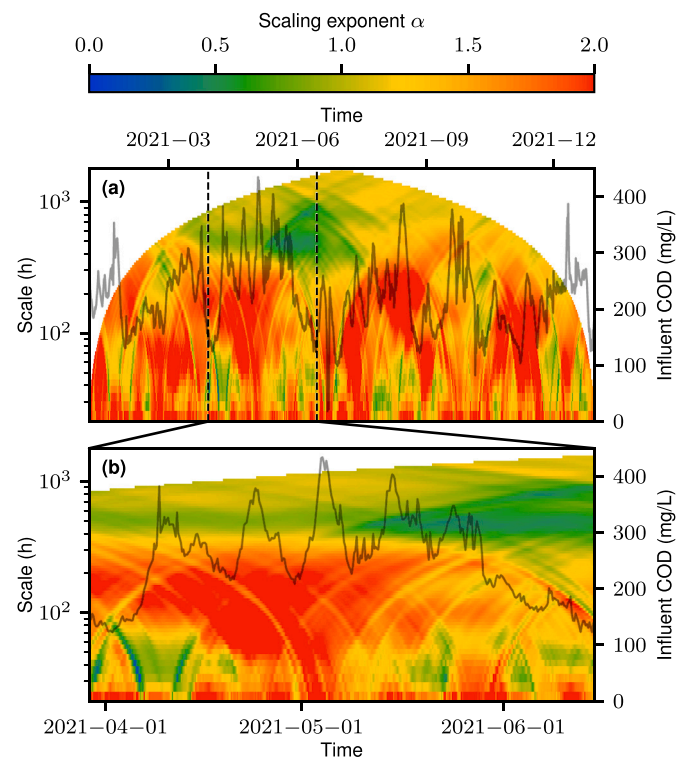 Scaling exponent α
0.0 0.5 1.0 1.5 2.0
Time
2021−03 2021−06 2021−09 2021−12
(a)
10³
10²
Scale (h)
400
300
200
100
0
Influent COD (mg/L)
(b)
10³
10²
Scale (h)
400
300
200
100
0
Influent COD (mg/L)
2021−04−01 2021−05−01 2021−06−01
Time